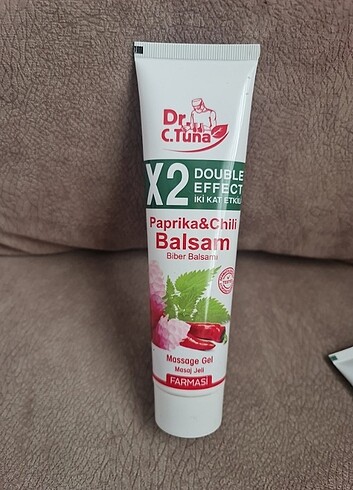 Dr.
C.Tuna
X2
DOUBLE
EFFECT
İKİ KAT ETKİLİ
Paprika&Chili
Balsam
Biber Balsamı
Massage Gel
Masaj Jeli
FARMASi